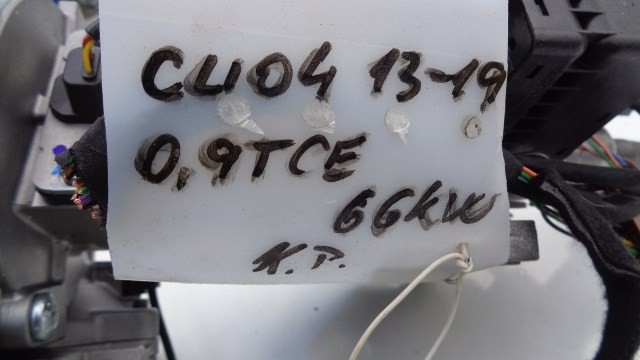 CLIO4 13-19
0,9TCE
66kW
K.P.